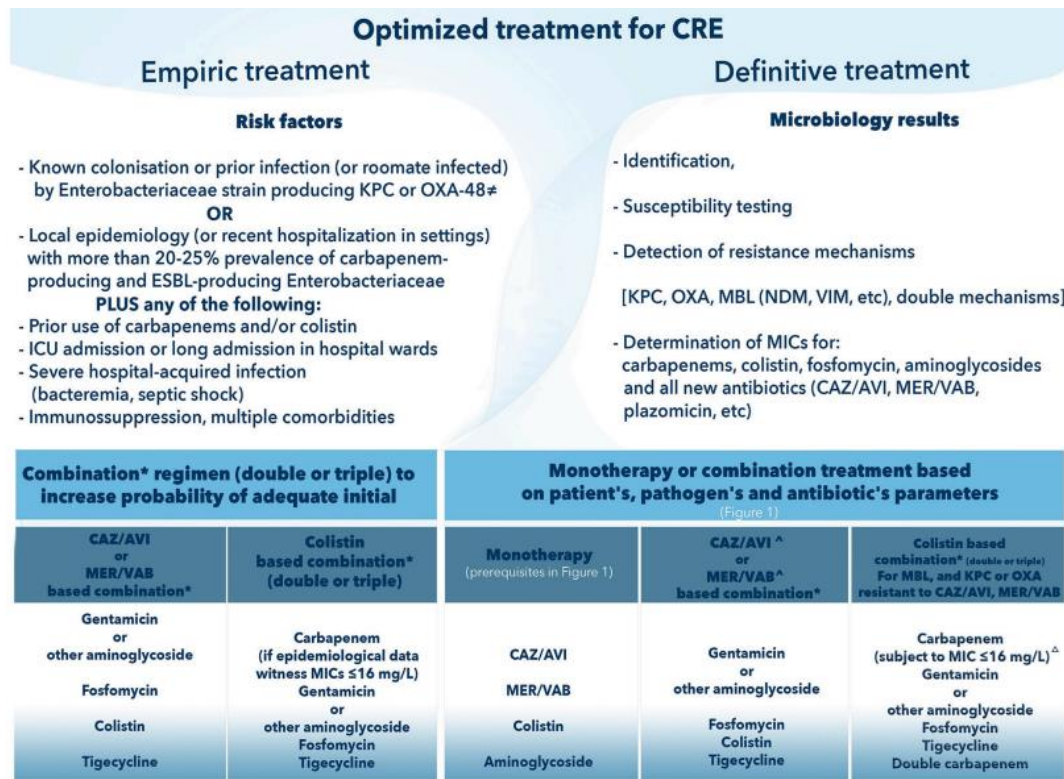 Optimized treatment for CRE
Empiric treatment
Risk factors
- Known colonisation or prior infection (or roomate infected)
by Enterobacteriaceae strain producing KPC or OXA-48≠
OR
- Local epidemiology (or recent hospitalization in settings)
with more than 20-25% prevalence of carbapenem-
producing and ESBL-producing Enterobacteriaceae
PLUS any of the following:
- Prior use of carbapenems and/or colistin
- ICU admission or long admission in hospital wards
- Severe hospital-acquired infection
(bacteremia, septic shock)
- Immunossuppression, multiple comorbidities
Definitive treatment
Microbiology results
- Identification,
- Susceptibility testing
- Detection of resistance mechanisms
[KPC, OXA, MBL (NDM, VIM, etc), double mechanisms]
- Determination of MICs for:
carbapenems, colistin, fosfomycin, aminoglycosides
and all new antibiotics (CAZ/AVI, MER/VAB,
plazomicin, etc)
Combination* regimen (double or triple) to
increase probability of adequate initial
CAZ/AVI
or
MER/VAB
based combination*
Gentamicin
or
other aminoglycoside
Fosfomycin
Colistin
Tigecycline
Colistin
based combination*
(double or triple)
Carbapenem
(if epidemiological data
witness MICs ≤16 mg/L)
Gentamicin
or
other aminoglycoside
Fosfomycin
Tigecycline
Monotherapy or combination treatment based
on patient's, pathogen's and antibiotic's parameters
(Figure 1)
Monotherapy
(prerequisites in Figure 1)
CAZ/AVI
MER/VAB
Colistin
Aminoglycoside
CAZ/AVI ^
or
MER/VAB^
based combination*
Gentamicin
or
other aminoglycoside
Fosfomycin
Colistin
Tigecycline
Colistin based
combination* (double or triple)
For MBL, and KPC or OXA
resistant to CAZ/AVI, MER/VAB
Carbapenem
(subject to MIC ≤16 mg/L)△
Gentamicin
or
other aminoglycoside
Fosfomycin
Tigecycline
Double carbapenem